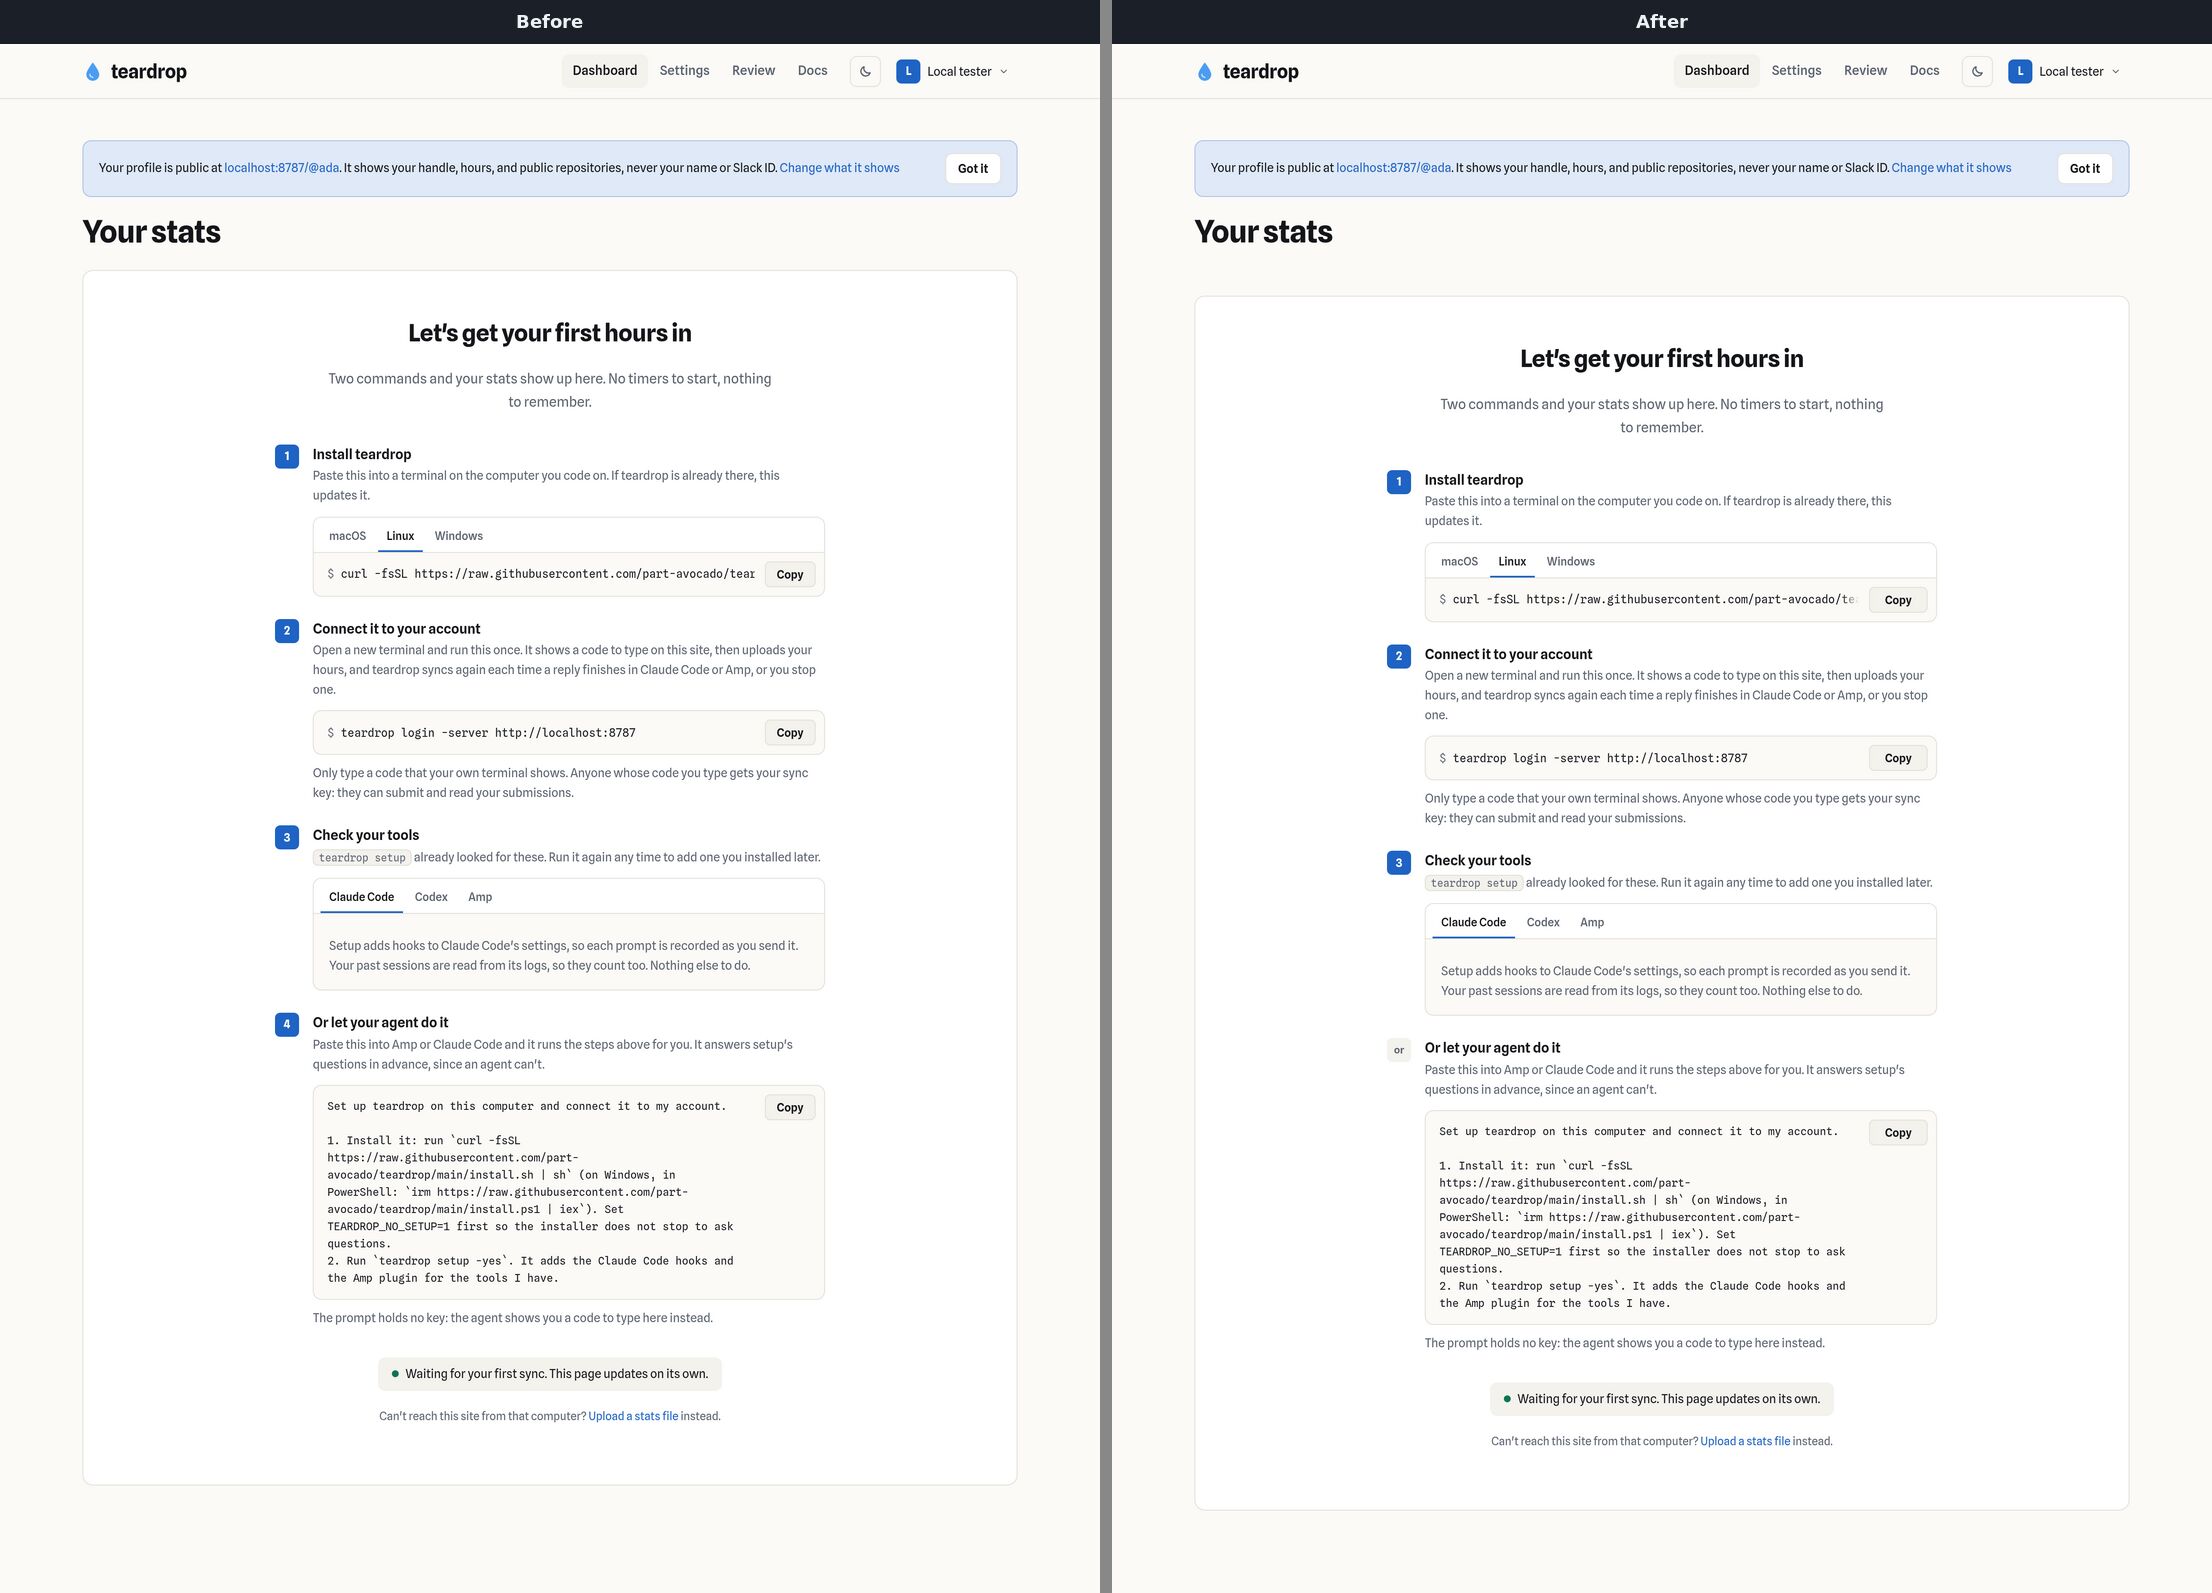 Before
teardrop
Dashboard
Settings
Review
Docs
L
Local tester
Your profile is public at localhost:8787/@ada. It shows your handle, hours, and public repositories, never your name or Slack ID. Change what it shows
Got it
Your stats
Let's get your first hours in
Two commands and your stats show up here. No timers to start, nothing
to remember.
1
Install teardrop
Paste this into a terminal on the computer you code on. If teardrop is already there, this
updates it.
macOS
Linux
Windows
$ curl -fsSL https://raw.githubusercontent.com/part-avocado/tear
Copy
2
Connect it to your account
Open a new terminal and run this once. It shows a code to type on this site, then uploads your
hours, and teardrop syncs again each time a reply finishes in Claude Code or Amp, or you stop
one.
$ teardrop login -server http://localhost:8787
Copy
Only type a code that your own terminal shows. Anyone whose code you type gets your sync
key: they can submit and read your submissions.
3
Check your tools
teardrop setup already looked for these. Run it again any time to add one you installed later.
Claude Code
Codex
Amp
Setup adds hooks to Claude Code's settings, so each prompt is recorded as you send it.
Your past sessions are read from its logs, so they count too. Nothing else to do.
4
Or let your agent do it
Paste this into Amp or Claude Code and it runs the steps above for you. It answers setup's
questions in advance, since an agent can't.
Set up teardrop on this computer and connect it to my account.
Copy
1. Install it: run `curl -fsSL
https://raw.githubusercontent.com/part-
avocado/teardrop/main/install.sh | sh` (on Windows, in
PowerShell: `irm https://raw.githubusercontent.com/part-
avocado/teardrop/main/install.ps1 | iex`). Set
TEARDROP_NO_SETUP=1 first so the installer does not stop to ask
questions.
2. Run `teardrop setup -yes`. It adds the Claude Code hooks and
the Amp plugin for the tools I have.
The prompt holds no key: the agent shows you a code to type here instead.
Waiting for your first sync. This page updates on its own.
Can't reach this site from that computer? Upload a stats file instead.
After
teardrop
Dashboard
Settings
Review
Docs
L
Local tester
Your profile is public at localhost:8787/@ada. It shows your handle, hours, and public repositories, never your name or Slack ID. Change what it shows
Got it
Your stats
Let's get your first hours in
Two commands and your stats show up here. No timers to start, nothing
to remember.
1
Install teardrop
Paste this into a terminal on the computer you code on. If teardrop is already there, this
updates it.
macOS
Linux
Windows
$ curl -fsSL https://raw.githubusercontent.com/part-avocado/te
Copy
2
Connect it to your account
Open a new terminal and run this once. It shows a code to type on this site, then uploads your
hours, and teardrop syncs again each time a reply finishes in Claude Code or Amp, or you stop
one.
$ teardrop login -server http://localhost:8787
Copy
Only type a code that your own terminal shows. Anyone whose code you type gets your sync
key: they can submit and read your submissions.
3
Check your tools
teardrop setup already looked for these. Run it again any time to add one you installed later.
Claude Code
Codex
Amp
Setup adds hooks to Claude Code's settings, so each prompt is recorded as you send it.
Your past sessions are read from its logs, so they count too. Nothing else to do.
or
Or let your agent do it
Paste this into Amp or Claude Code and it runs the steps above for you. It answers setup's
questions in advance, since an agent can't.
Set up teardrop on this computer and connect it to my account.
Copy
1. Install it: run `curl -fsSL
https://raw.githubusercontent.com/part-
avocado/teardrop/main/install.sh | sh` (on Windows, in
PowerShell: `irm https://raw.githubusercontent.com/part-
avocado/teardrop/main/install.ps1 | iex`). Set
TEARDROP_NO_SETUP=1 first so the installer does not stop to ask
questions.
2. Run `teardrop setup -yes`. It adds the Claude Code hooks and
the Amp plugin for the tools I have.
The prompt holds no key: the agent shows you a code to type here instead.
Waiting for your first sync. This page updates on its own.
Can't reach this site from that computer? Upload a stats file instead.